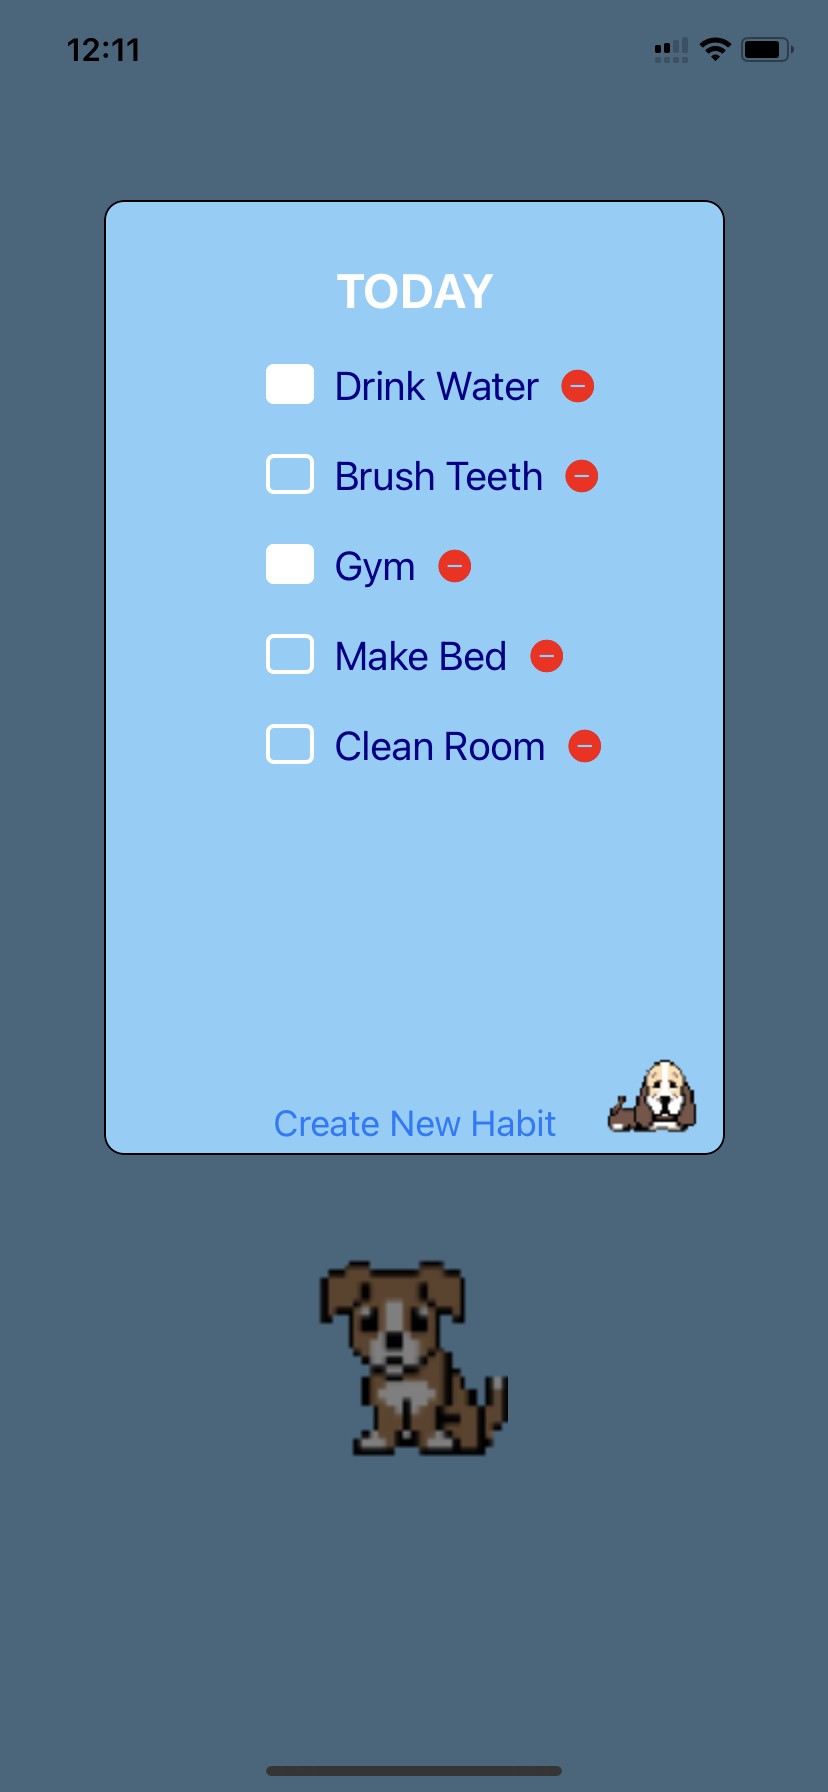 12:11
TODAY
Drink Water
Brush Teeth
Gym
Make Bed
Clean Room
Create New Habit